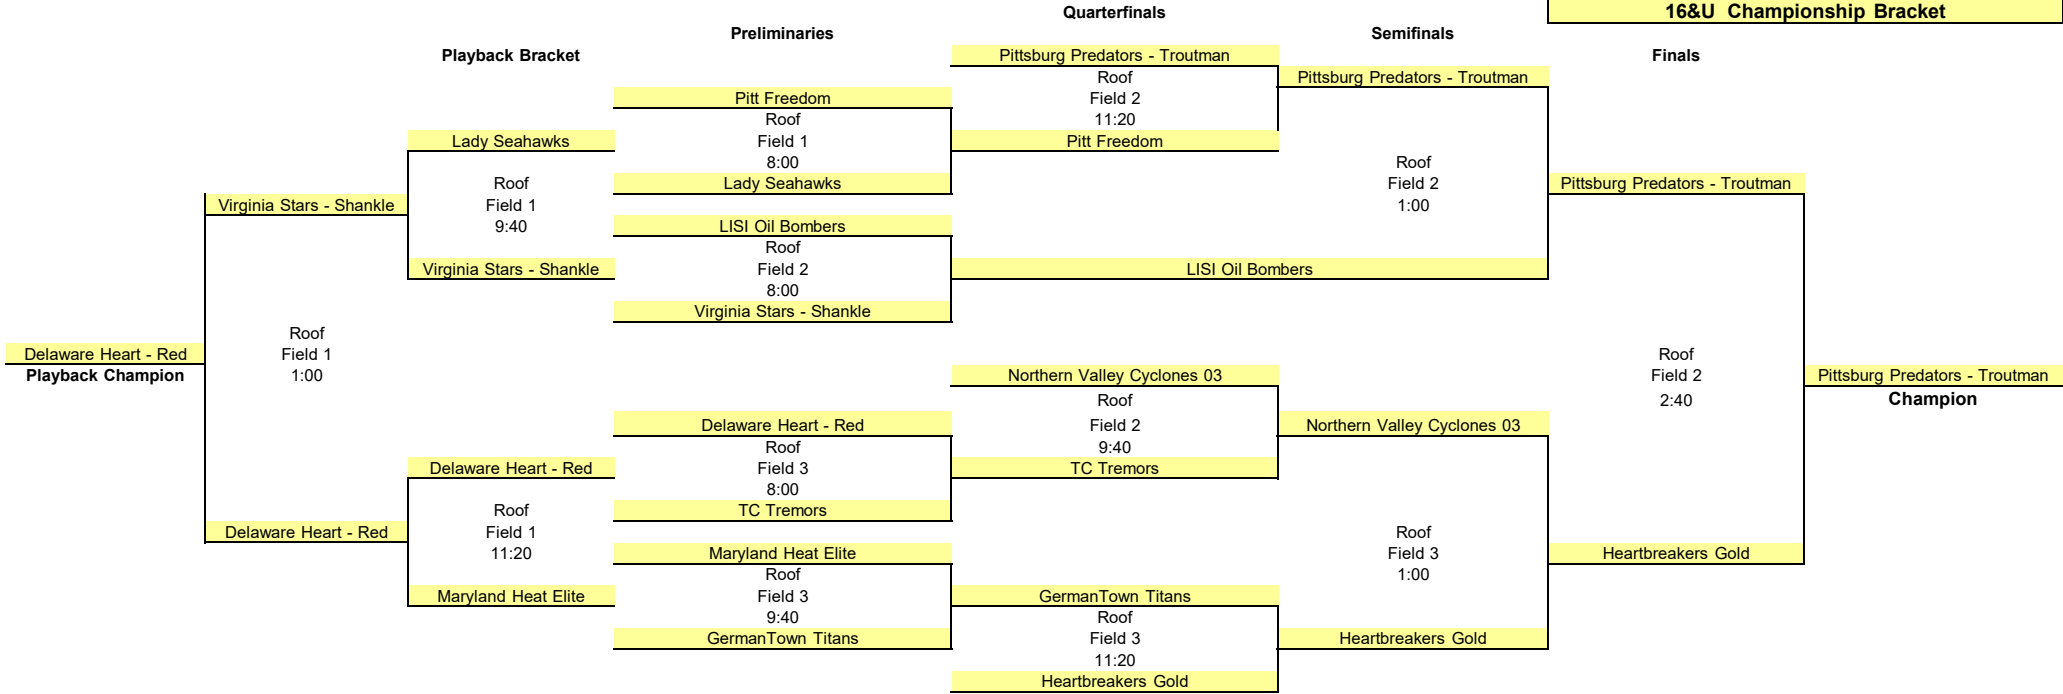 16&U Championship Bracket
Quarterfinals
Preliminaries
Semifinals
Playback Bracket
Finals
Pittsburg Predators - Troutman
Roof
Field 2
11:20
Pitt Freedom
Pittsburg Predators - Troutman
Pitt Freedom
Roof
Field 1
8:00
Lady Seahawks
Lady Seahawks
Roof
Field 1
9:40
Virginia Stars - Shankle
Virginia Stars - Shankle
LISI Oil Bombers
Roof
Field 2
8:00
Virginia Stars - Shankle
Roof
Field 2
1:00
LISI Oil Bombers
Pittsburg Predators - Troutman
Roof
Field 1
1:00
Delaware Heart - Red
Playback Champion
Roof
Field 2
2:40
Pittsburg Predators - Troutman
Champion
Northern Valley Cyclones 03
Roof
Field 2
9:40
TC Tremors
Northern Valley Cyclones 03
Delaware Heart - Red
Roof
Field 3
8:00
TC Tremors
Delaware Heart - Red
Roof
Field 1
11:20
Maryland Heat Elite
Delaware Heart - Red
Maryland Heat Elite
Roof
Field 3
9:40
GermanTown Titans
Roof
Field 3
1:00
Heartbreakers Gold
GermanTown Titans
Roof
Field 3
11:20
Heartbreakers Gold
Heartbreakers Gold